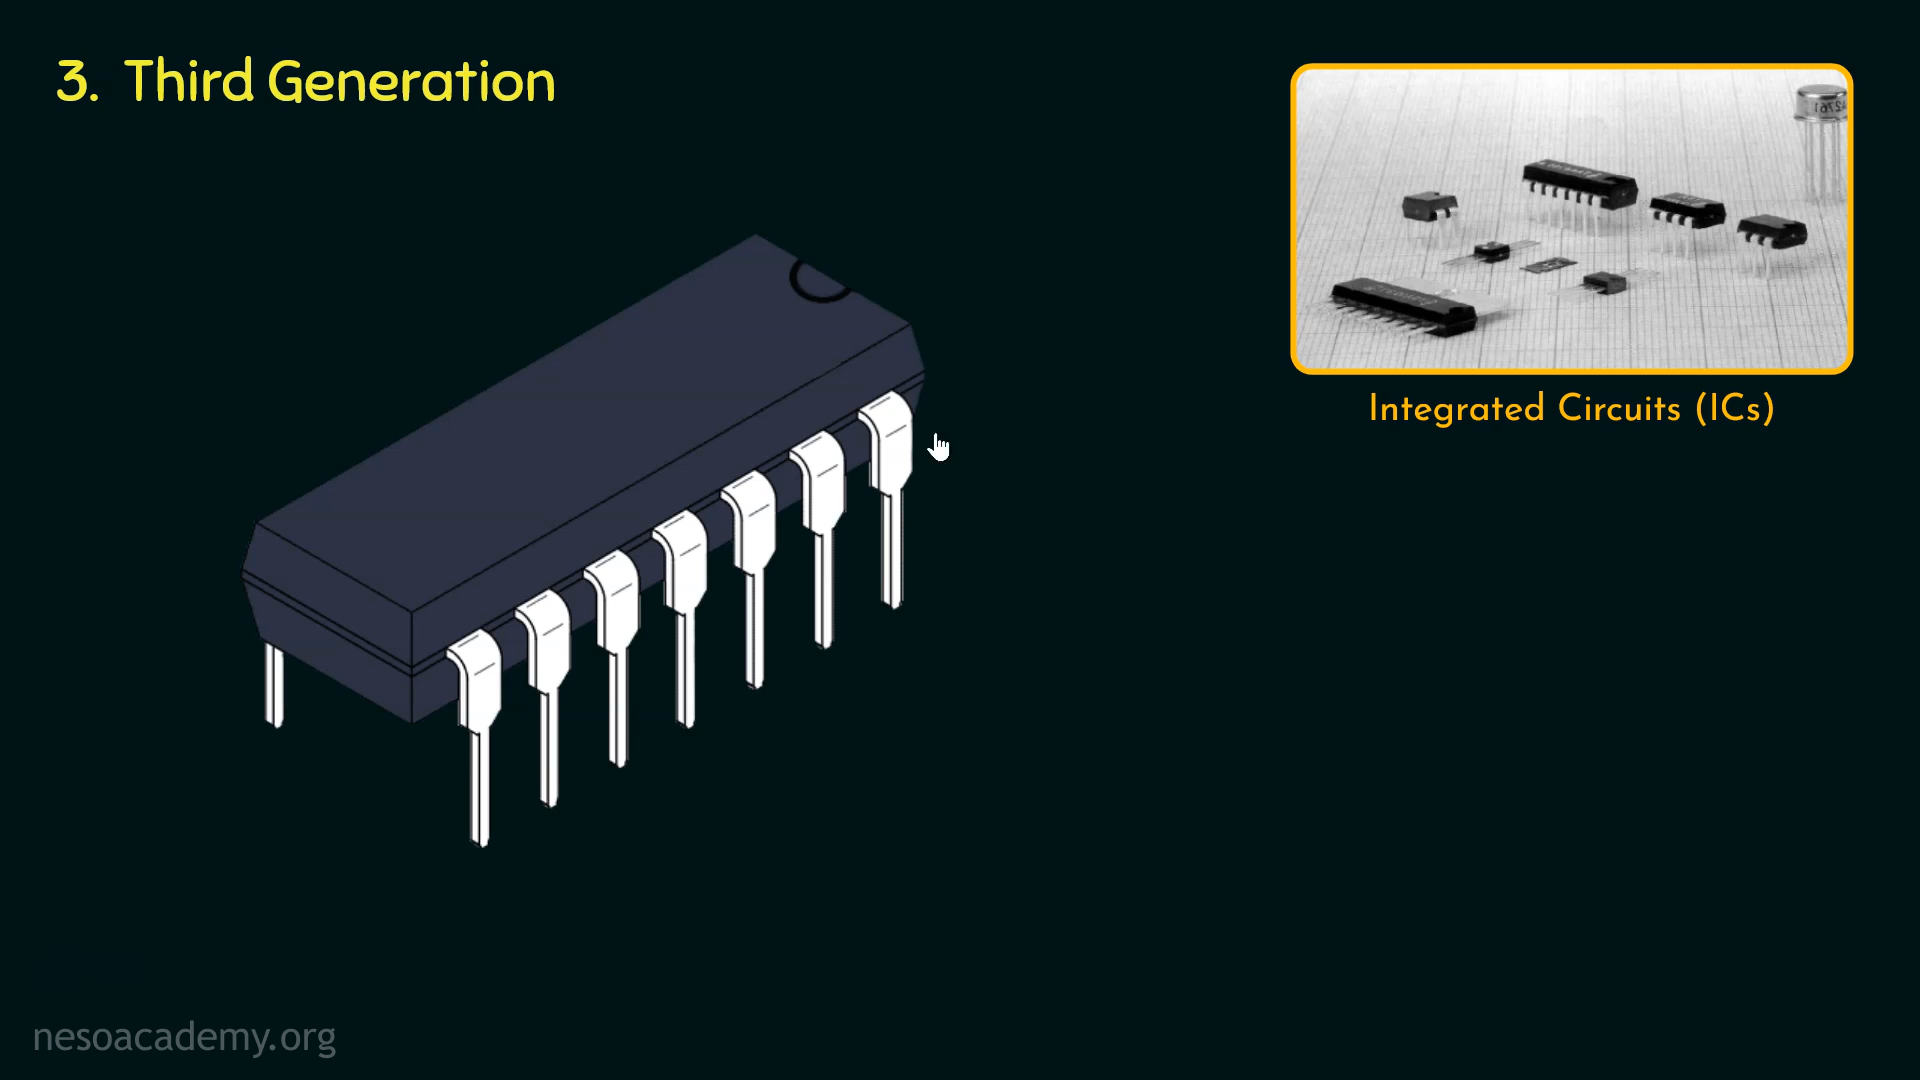 3. Third Generation
Integrated Circuits (ICs)
nesoacademy.org